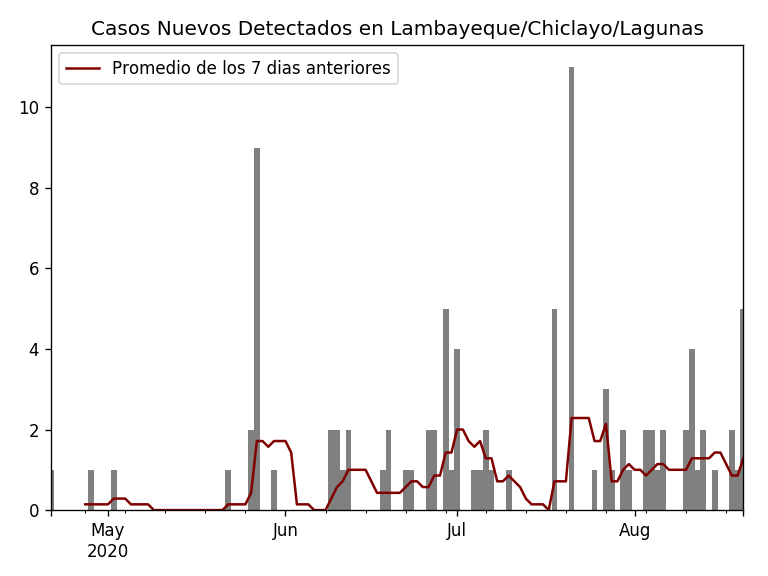 Casos Nuevos Detectados en Lambayeque/Chiclayo/Lagunas
Promedio de los 7 dias anteriores
10
8
6
4
2
0
May Jun Jul Aug
2020